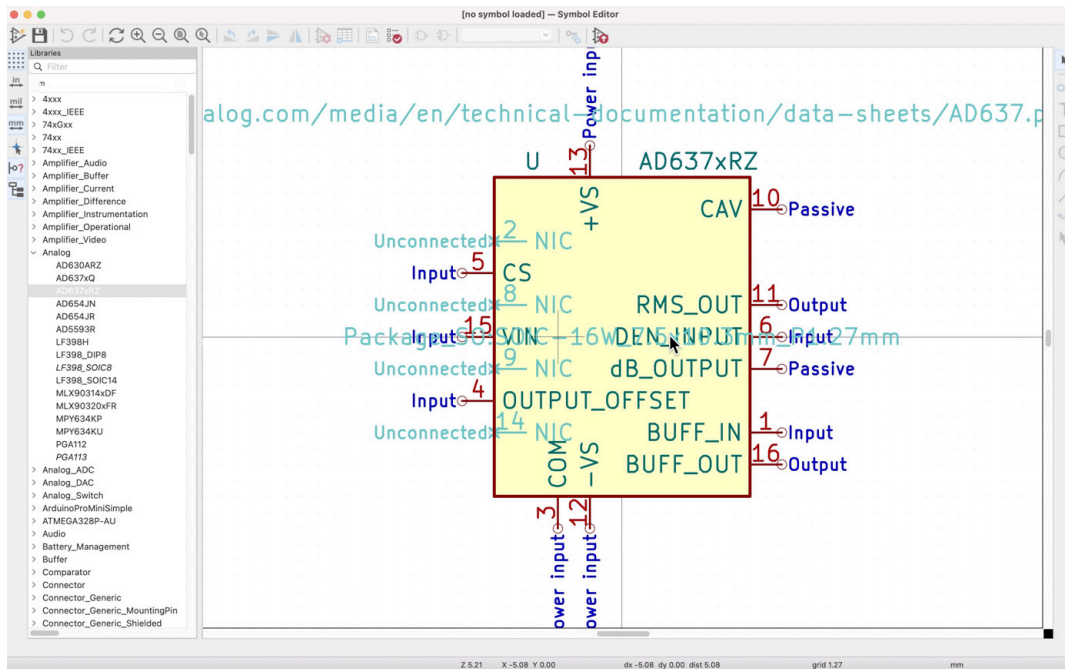 [no symbol loaded] — Symbol Editor
Libraries
Filter
in
mil
mm
4xxx
4xxx_IEEE
74xGxx
74xx
74xx_IEEE
Amplifier_Audio
Amplifier_Buffer
Amplifier_Current
Amplifier_Difference
Amplifier_Instrumentation
Amplifier_Operational
Amplifier_Video
Analog
AD630ARZ
AD637xQ
AD637xRZ
AD654JN
AD654JR
AD5593R
LF398H
LF398_DIP8
LF398_SOIC8
LF398_SOIC14
MLX90314xDF
MLX90320xFR
MPY634KP
MPY634KU
PGA112
PGA113
Analog_ADC
Analog_DAC
Analog_Switch
ArduinoProMiniSimple
ATMEGA328P-AU
Audio
Battery_Management
Buffer
Comparator
Connector
Connector_Generic
Connector_Generic_MountingPin
Connector_Generic_Shielded
Power inp
alog.com/media/en/technical-documentation/data-sheets/AD637.p
U 13 AD637xRZ
+VS
CAV 10 Passive
Unconnected 2 NIC
Input 5 CS
Unconnected 8 NIC RMS_OUT 11 Output
Input 15 VIN DEN_INPUT 6 Input
Package_SO:SOIC-16W_7.5x10.3mm_P1.27mm
Unconnected 9 NIC dB_OUTPUT 7 Passive
Input 4 OUTPUT_OFFSET
Unconnected 14 NIC BUFF_IN 1 Input
BUFF_OUT 16 Output
COM -VS
3 12
ower input ower input
Z 5.21 X -5.08 Y 0.00 dx -5.08 dy 0.00 dist 5.08 grid 1.27 mm